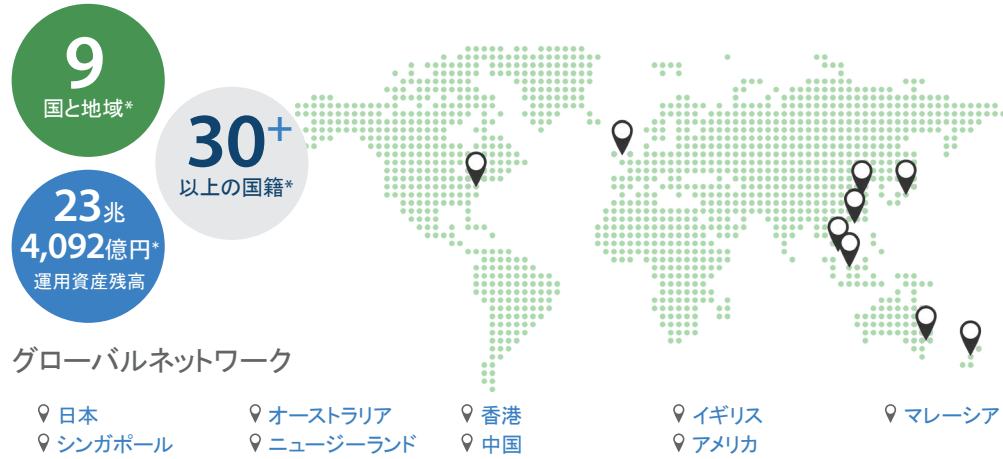 9
国と地域*
30+
以上の国籍*
23兆
4,092億円*
運用資産残高
グローバルネットワーク
日本
オーストラリア
香港
イギリス
マレーシア
シンガポール
ニュージーランド
中国
アメリカ